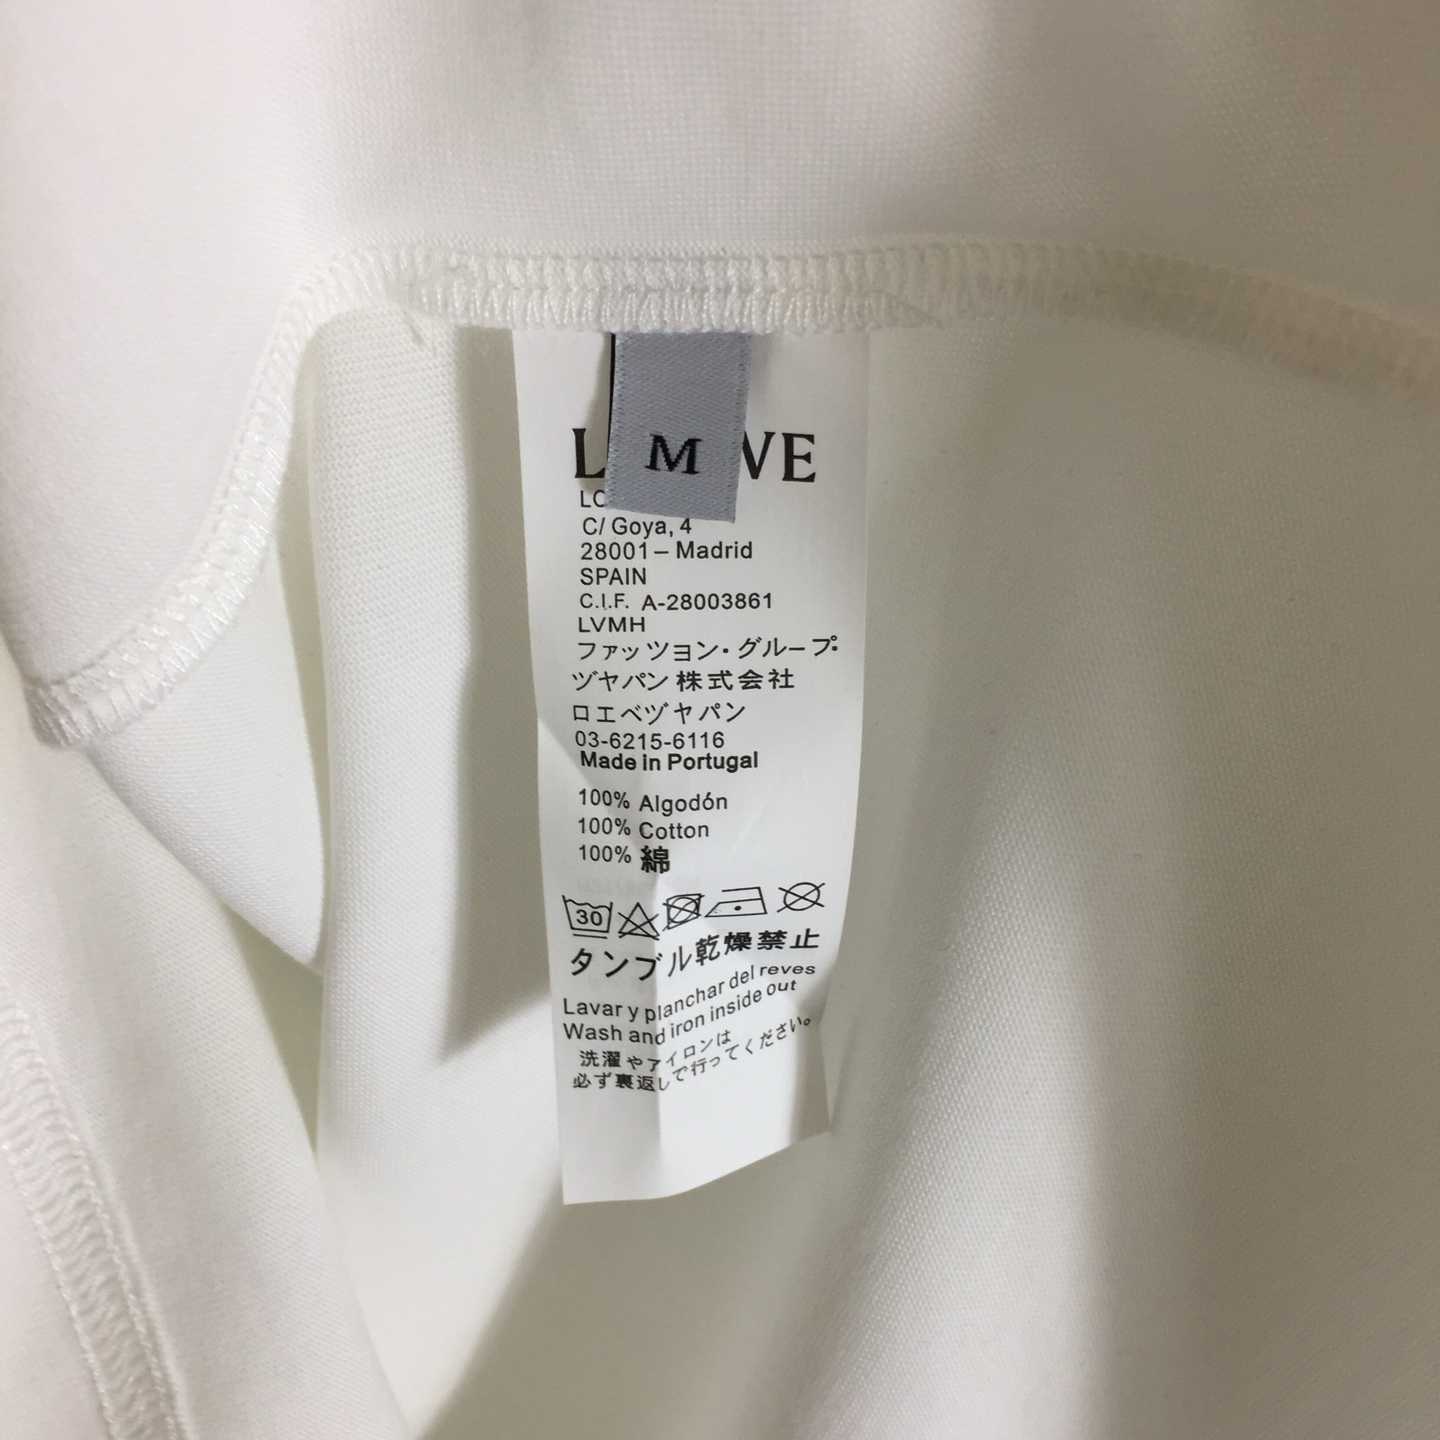 M
C/ Goya, 4
28001 – Madrid
SPAIN
C.I.F. A-28003861
LVMH
ファッツョン・グループ
ヅヤパン 株式会社
ロエベヅヤパン
03-6215-6116
Made in Portugal
100% Algodón
100% Cotton
100% 綿
30
タンブル乾燥禁止
Lavar y planchar del reves
Wash and iron inside out
洗濯やアイロンは
必ず裏返しで行ってください。